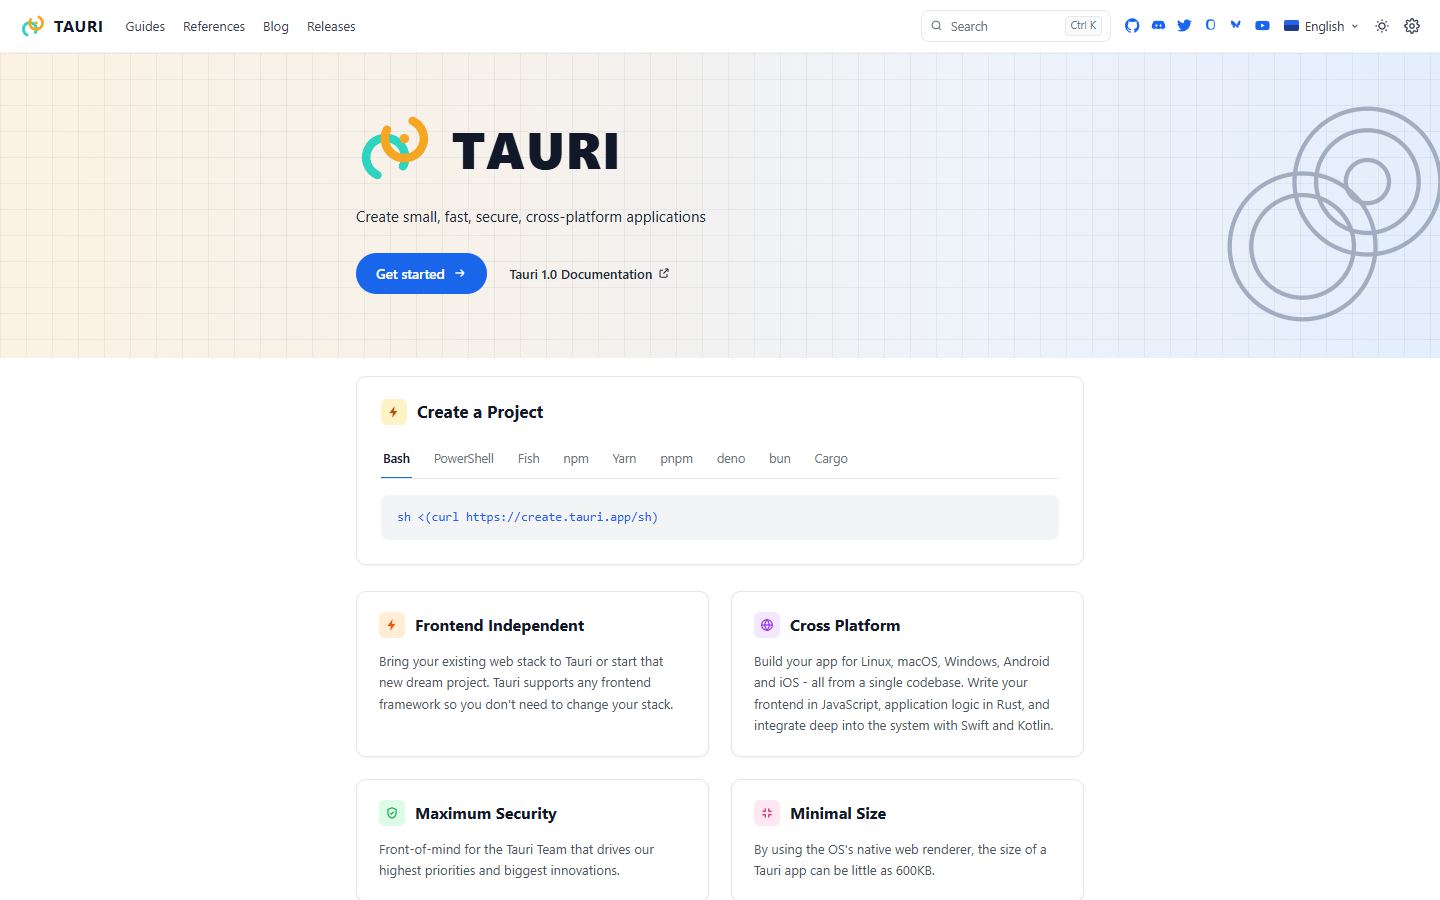 TAURI
Guides References Blog Releases
Search Ctrl K
English
TAURI
Create small, fast, secure, cross-platform applications
Get started
Tauri 1.0 Documentation
Create a Project
Bash PowerShell Fish npm Yarn pnpm deno bun Cargo
sh <(curl https://create.tauri.app/sh)
Frontend Independent
Bring your existing web stack to Tauri or start that
new dream project. Tauri supports any frontend
framework so you don't need to change your stack.
Cross Platform
Build your app for Linux, macOS, Windows, Android
and iOS - all from a single codebase. Write your
frontend in JavaScript, application logic in Rust, and
integrate deep into the system with Swift and Kotlin.
Maximum Security
Front-of-mind for the Tauri Team that drives our
highest priorities and biggest innovations.
Minimal Size
By using the OS's native web renderer, the size of a
Tauri app can be little as 600KB.